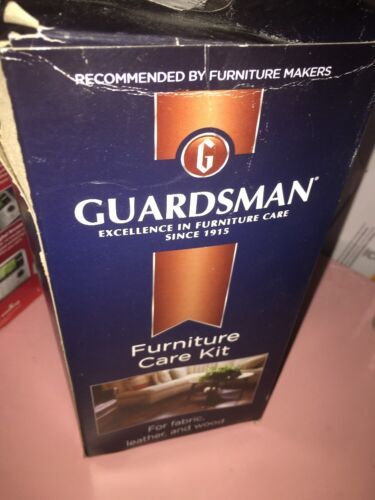 RECOMMENDED BY FURNITURE MAKERS
G
GUARDSMAN®
EXCELLENCE IN FURNITURE CARE
SINCE 1915
Furniture
Care Kit
For fabric,
leather, and wood